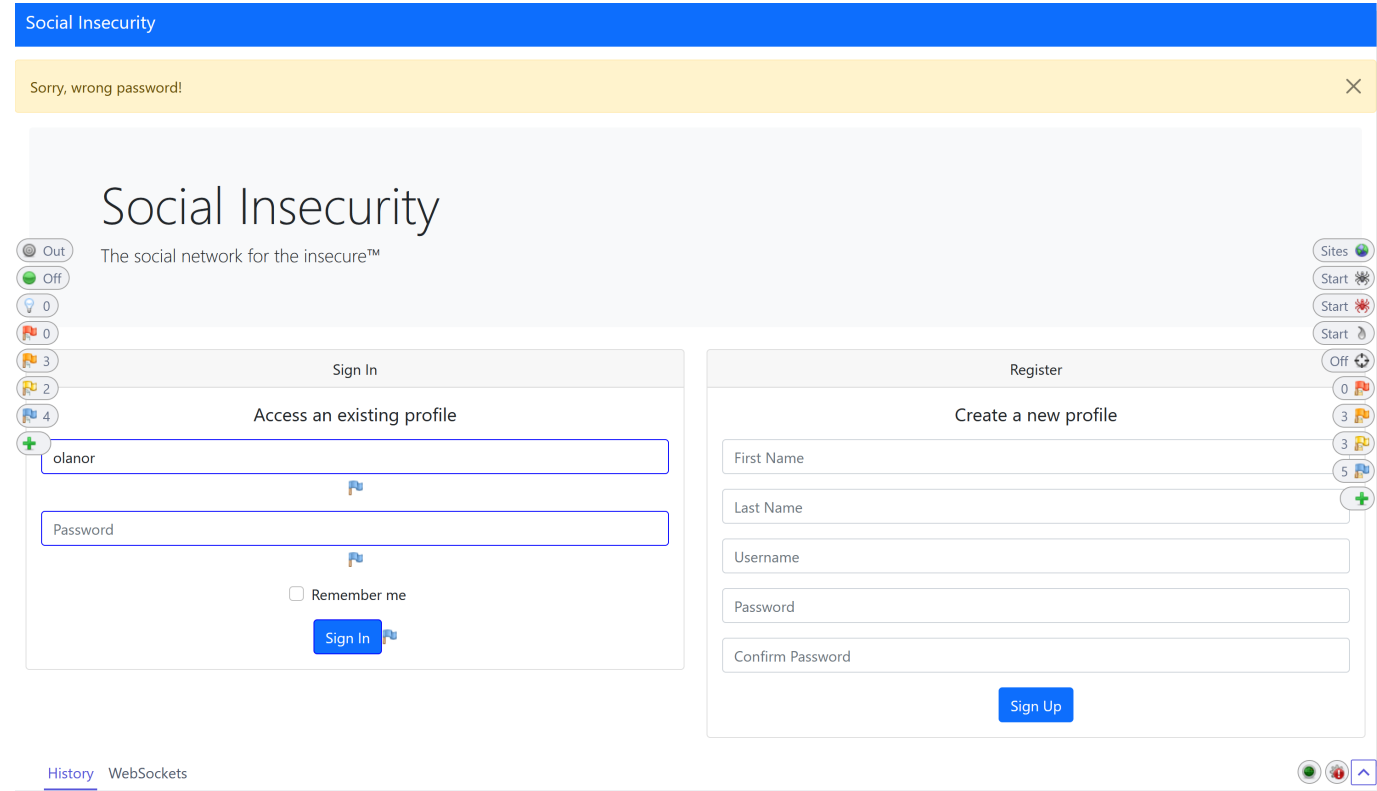 Social Insecurity
Sorry, wrong password!
Social Insecurity
The social network for the insecure™
Out
Off
0
0
3
2
4
Sites
Start
Start
Start
Off
0
3
3
5
Sign In
Access an existing profile
olanor
Password
Remember me
Sign In
Register
Create a new profile
First Name
Last Name
Username
Password
Confirm Password
Sign Up
History WebSockets